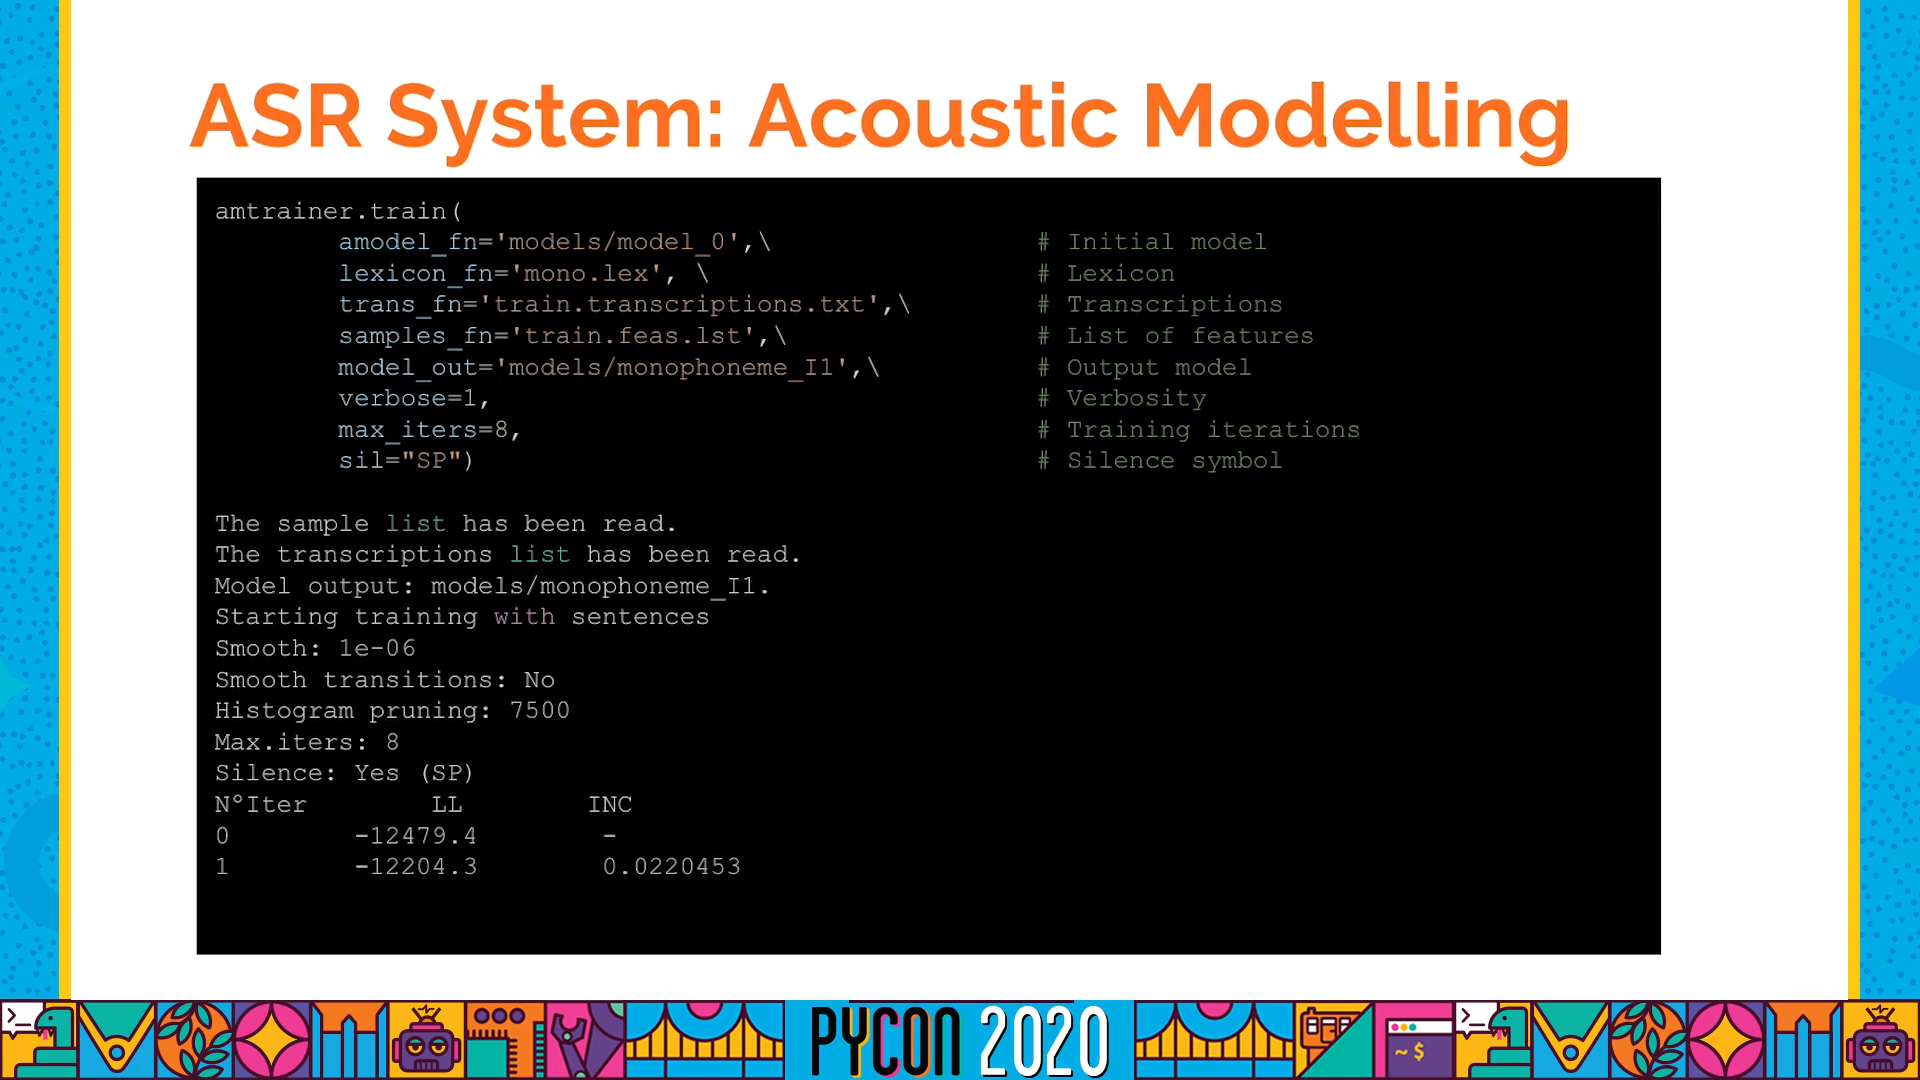 ASR System: Acoustic Modelling
amtrainer.train(
amodel_fn='models/model_0',\ # Initial model
lexicon_fn='mono.lex', \ # Lexicon
trans_fn='train.transcriptions.txt',\ # Transcriptions
samples_fn='train.feas.lst',\ # List of features
model_out='models/monophoneme_I1',\ # Output model
verbose=1, # Verbosity
max_iters=8, # Training iterations
sil="SP") # Silence symbol
The sample list has been read.
The transcriptions list has been read.
Model output: models/monophoneme_I1.
Starting training with sentences
Smooth: 1e-06
Smooth transitions: No
Histogram pruning: 7500
Max.iters: 8
Silence: Yes (SP)
N°Iter LL INC
0 -12479.4 -
1 -12204.3 0.0220453
PYCON 2020
~ $